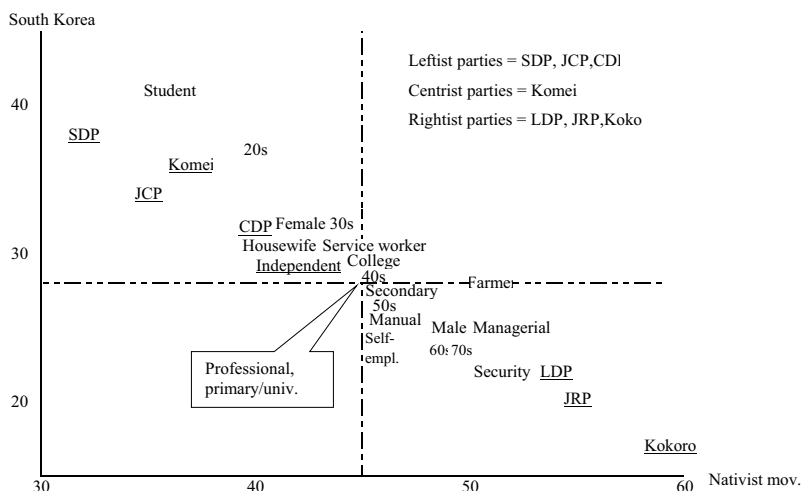 South Korea
Leftist parties = SDP, JCP,CDI
Student
Centrist parties = Komei
40
Rightist parties = LDP, JRP,Koko
SDP
20s
Komei
JCP
CDP Female 30s
Housewife Service worker
30
College
Independent
40s
Farmer
Secondary
50s
Manual
Male Managerial
Self-
empl.
60s 70s
Professional,
primary/univ.
Security LDP
20
JRP
Kokoro
30
40
50
60
Nativist mov.